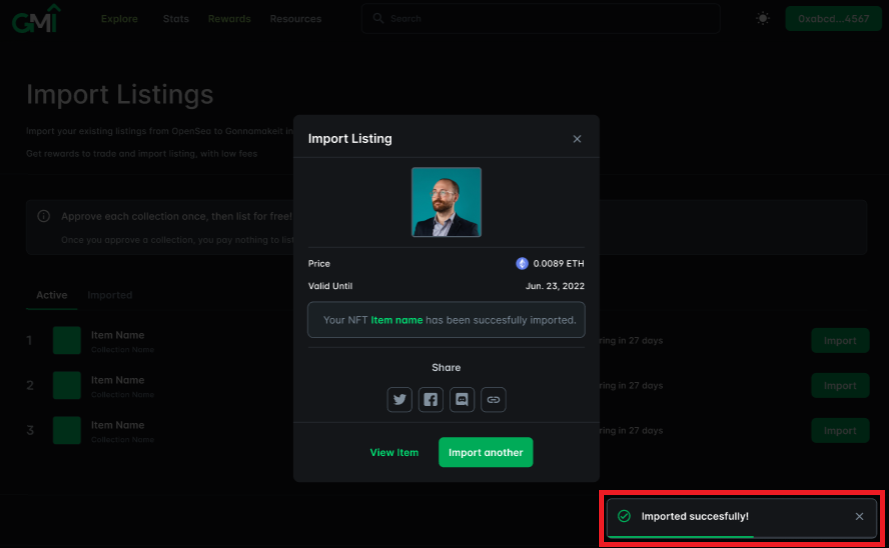 GMI
Explore
Stats
Rewards
Resources
Search
0xabcd...4567
Import Listings
Import your existing listings from OpenSea to Gonnamakeit in
Get rewards to trade and import listing, with low fees
Approve each collection once, then list for free!
Once you approve a collection, you pay nothing to list
Active
Imported
1
Item Name
Collection Name
ring in 27 days
Import
2
Item Name
Collection Name
ring in 27 days
Import
3
Item Name
Collection Name
ring in 27 days
Import
Import Listing
Price
0.0089 ETH
Valid Until
Jun. 23, 2022
Your NFT Item name has been succesfully imported.
Share
View Item
Import another
Imported succesfully!